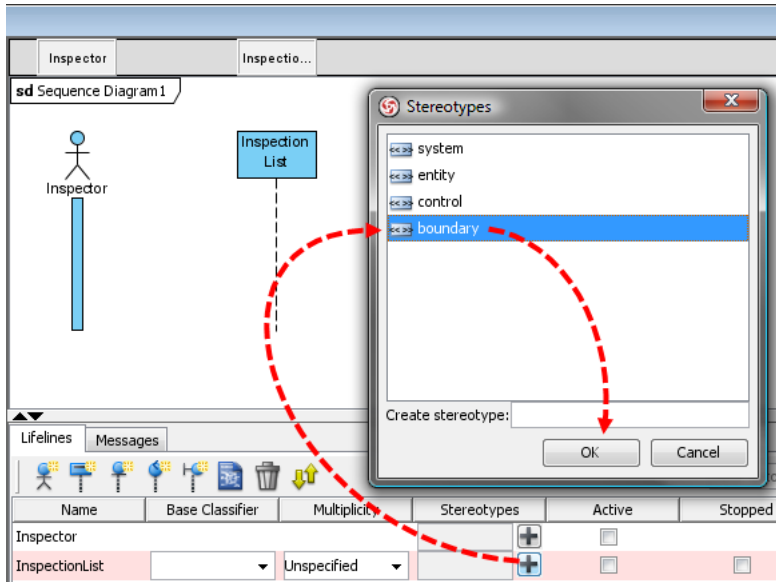 Inspector Inspectio...
sd Sequence Diagram1
Inspector
Inspection
List
Stereotypes
<<>> system
<<>> entity
<<>> control
<<>> boundary
Create stereotype:
OK Cancel
Lifelines Messages
Name Base Classifier Multiplicity Stereotypes Active Stopped
Inspector
InspectionList Unspecified